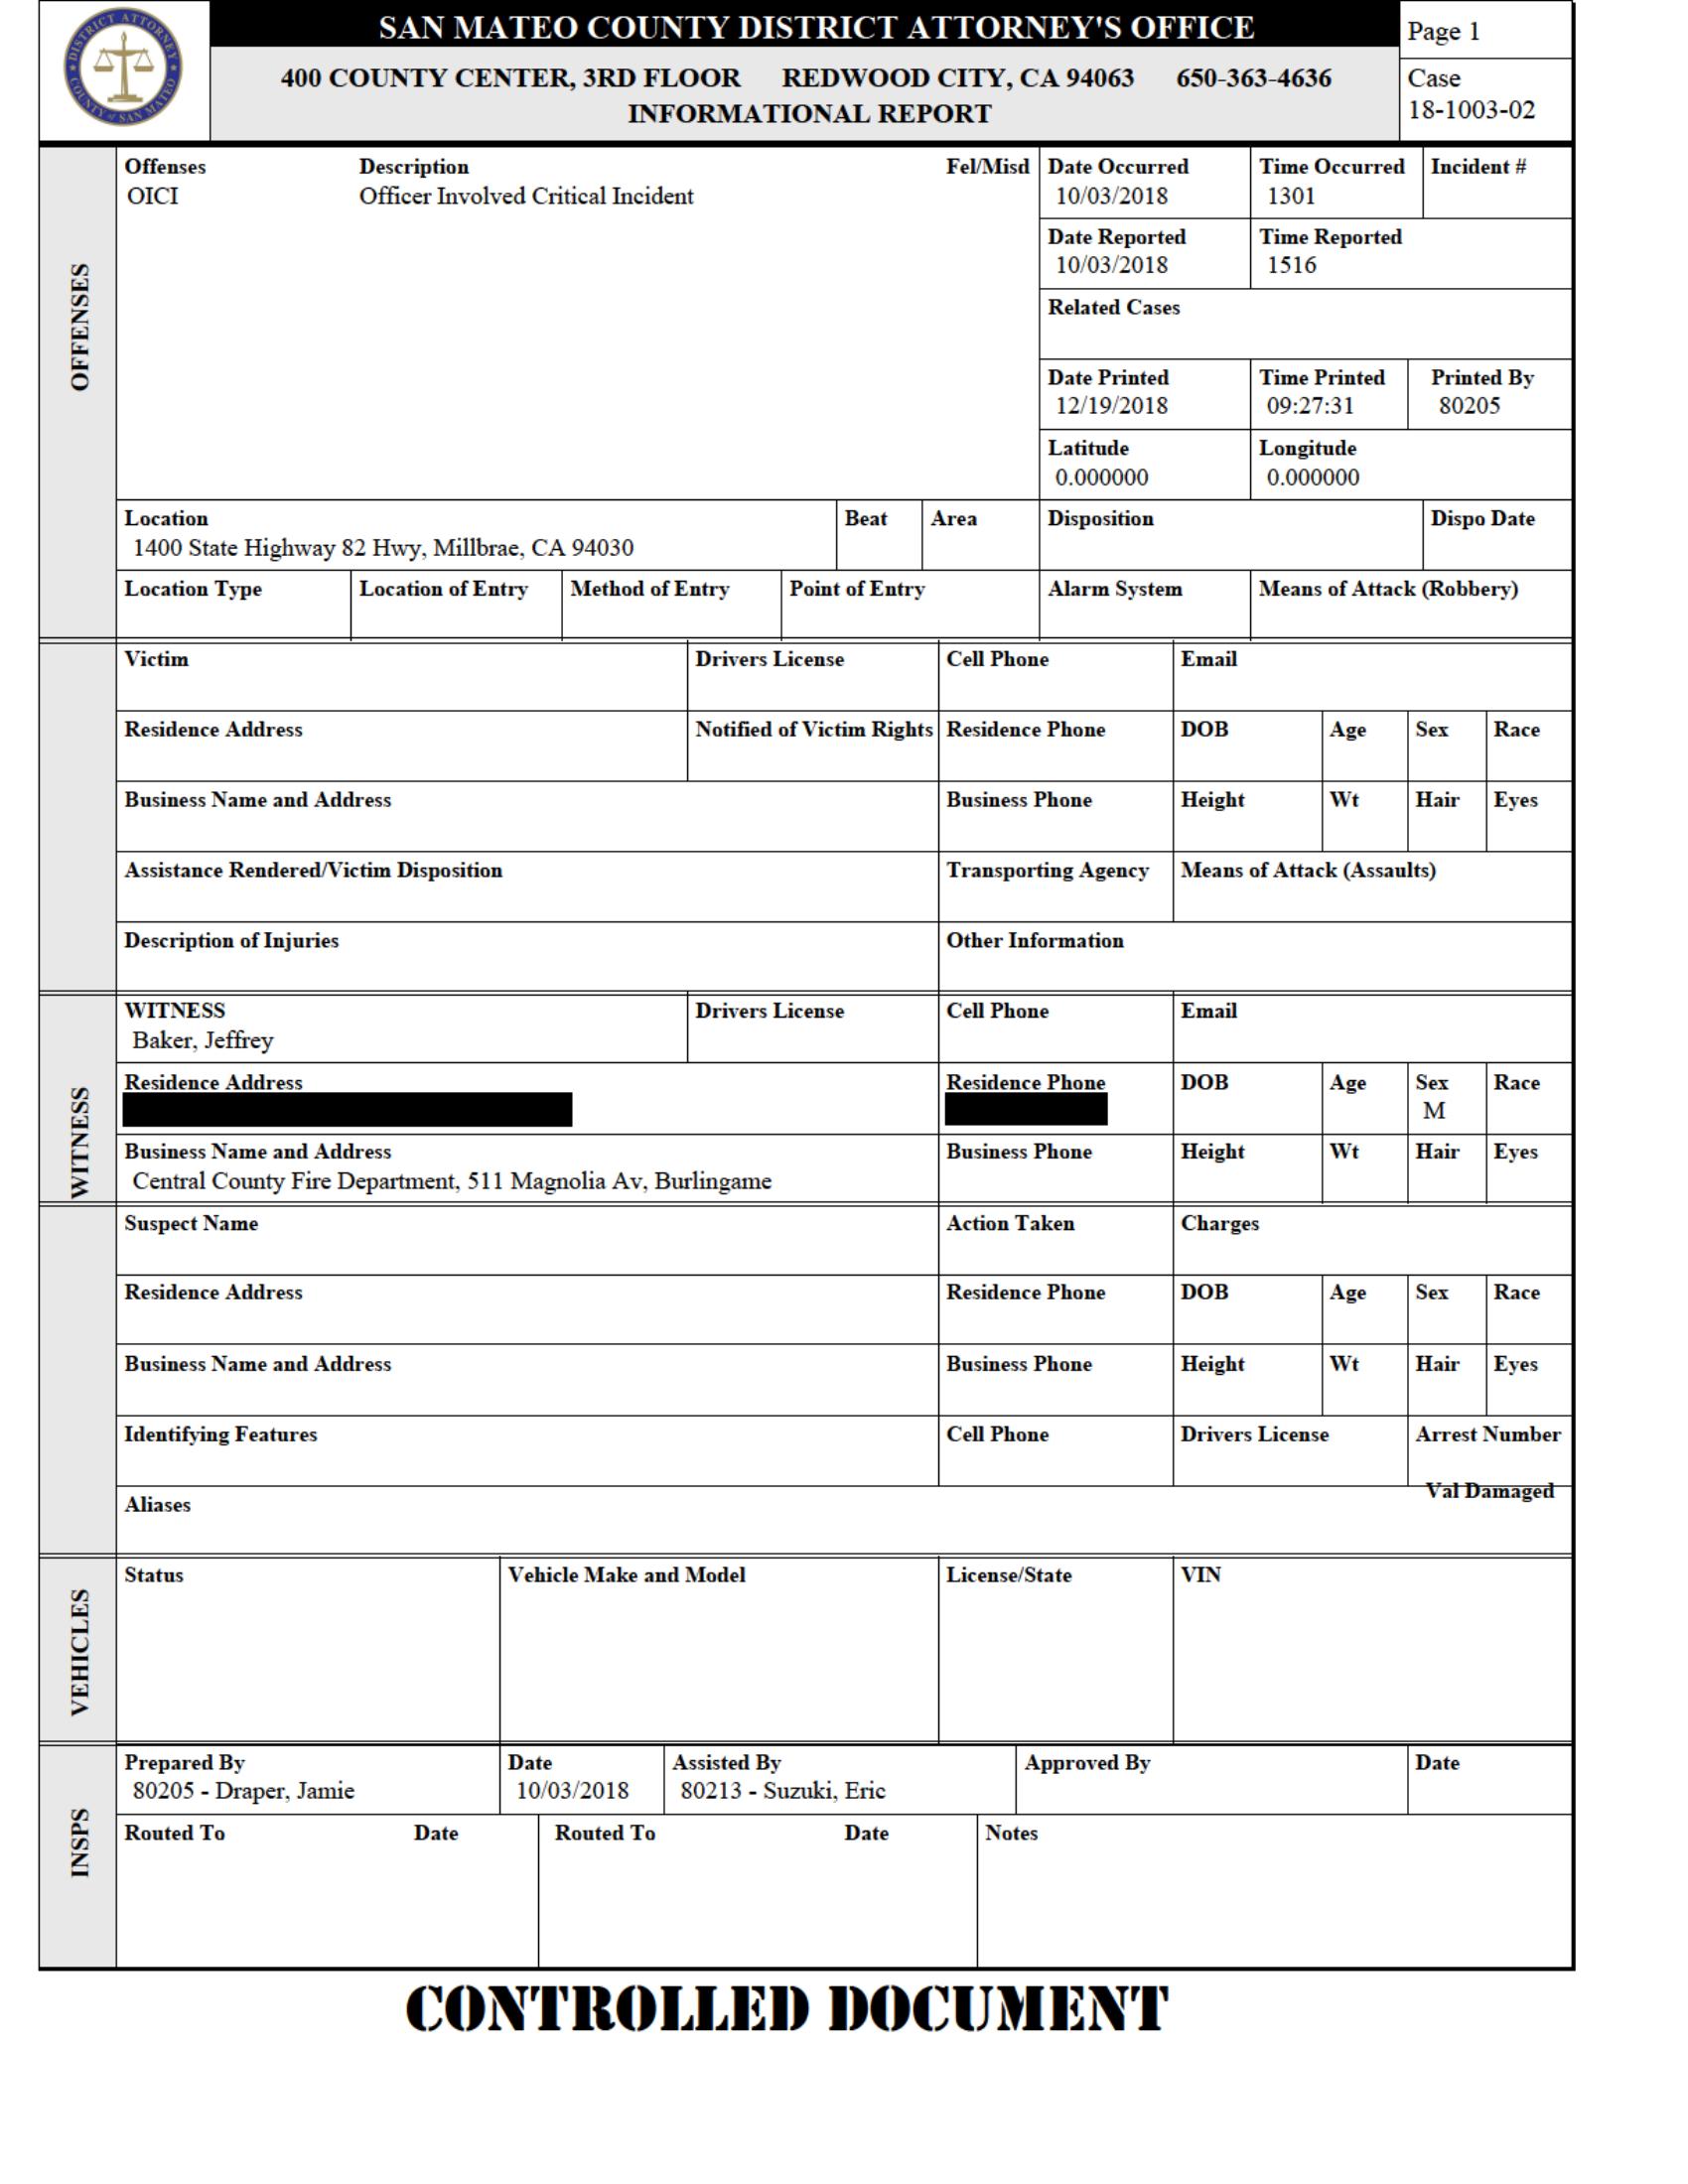 SAN MATEO COUNTY DISTRICT ATTORNEY'S OFFICE
Page 1
DISTRICT ATTORNEY
COUNTY of SAN MATEO
400 COUNTY CENTER, 3RD FLOOR REDWOOD CITY, CA 94063 650-363-4636
INFORMATIONAL REPORT
Case
18-1003-02
OFFENSES
Offenses Description Fel/Misd Date Occurred Time Occurred Incident #
OICI Officer Involved Critical Incident 10/03/2018 1301
Date Reported Time Reported
10/03/2018 1516
Related Cases
Date Printed Time Printed Printed By
12/19/2018 09:27:31 80205
Latitude Longitude
0.000000 0.000000
Location Beat Area Disposition Dispo Date
1400 State Highway 82 Hwy, Millbrae, CA 94030
Location Type Location of Entry Method of Entry Point of Entry Alarm System Means of Attack (Robbery)
Victim Drivers License Cell Phone Email
Residence Address Notified of Victim Rights Residence Phone DOB Age Sex Race
Business Name and Address Business Phone Height Wt Hair Eyes
Assistance Rendered/Victim Disposition Transporting Agency Means of Attack (Assaults)
Description of Injuries Other Information
WITNESS
WITNESS Drivers License Cell Phone Email
Baker, Jeffrey
Residence Address Residence Phone DOB Age Sex Race
M
Business Name and Address Business Phone Height Wt Hair Eyes
Central County Fire Department, 511 Magnolia Av, Burlingame
Suspect Name Action Taken Charges
Residence Address Residence Phone DOB Age Sex Race
Business Name and Address Business Phone Height Wt Hair Eyes
Identifying Features Cell Phone Drivers License Arrest Number
Val Damaged
Aliases
VEHICLES
Status Vehicle Make and Model License/State VIN
INSPS
Prepared By Date Assisted By Approved By Date
80205 - Draper, Jamie 10/03/2018 80213 - Suzuki, Eric
Routed To Date Routed To Date Notes
CONTROLLED DOCUMENT